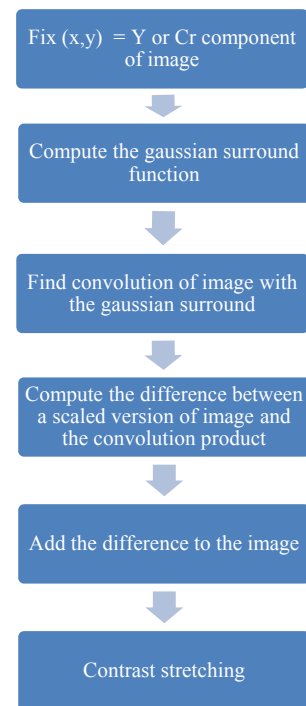 Fix (x,y)  = Y or Cr component
of image
Compute the gaussian surround
function
Find convolution of image with
the gaussian surround
Compute the difference between
a scaled version of image and
the convolution product
Add the difference to the image
Contrast stretching